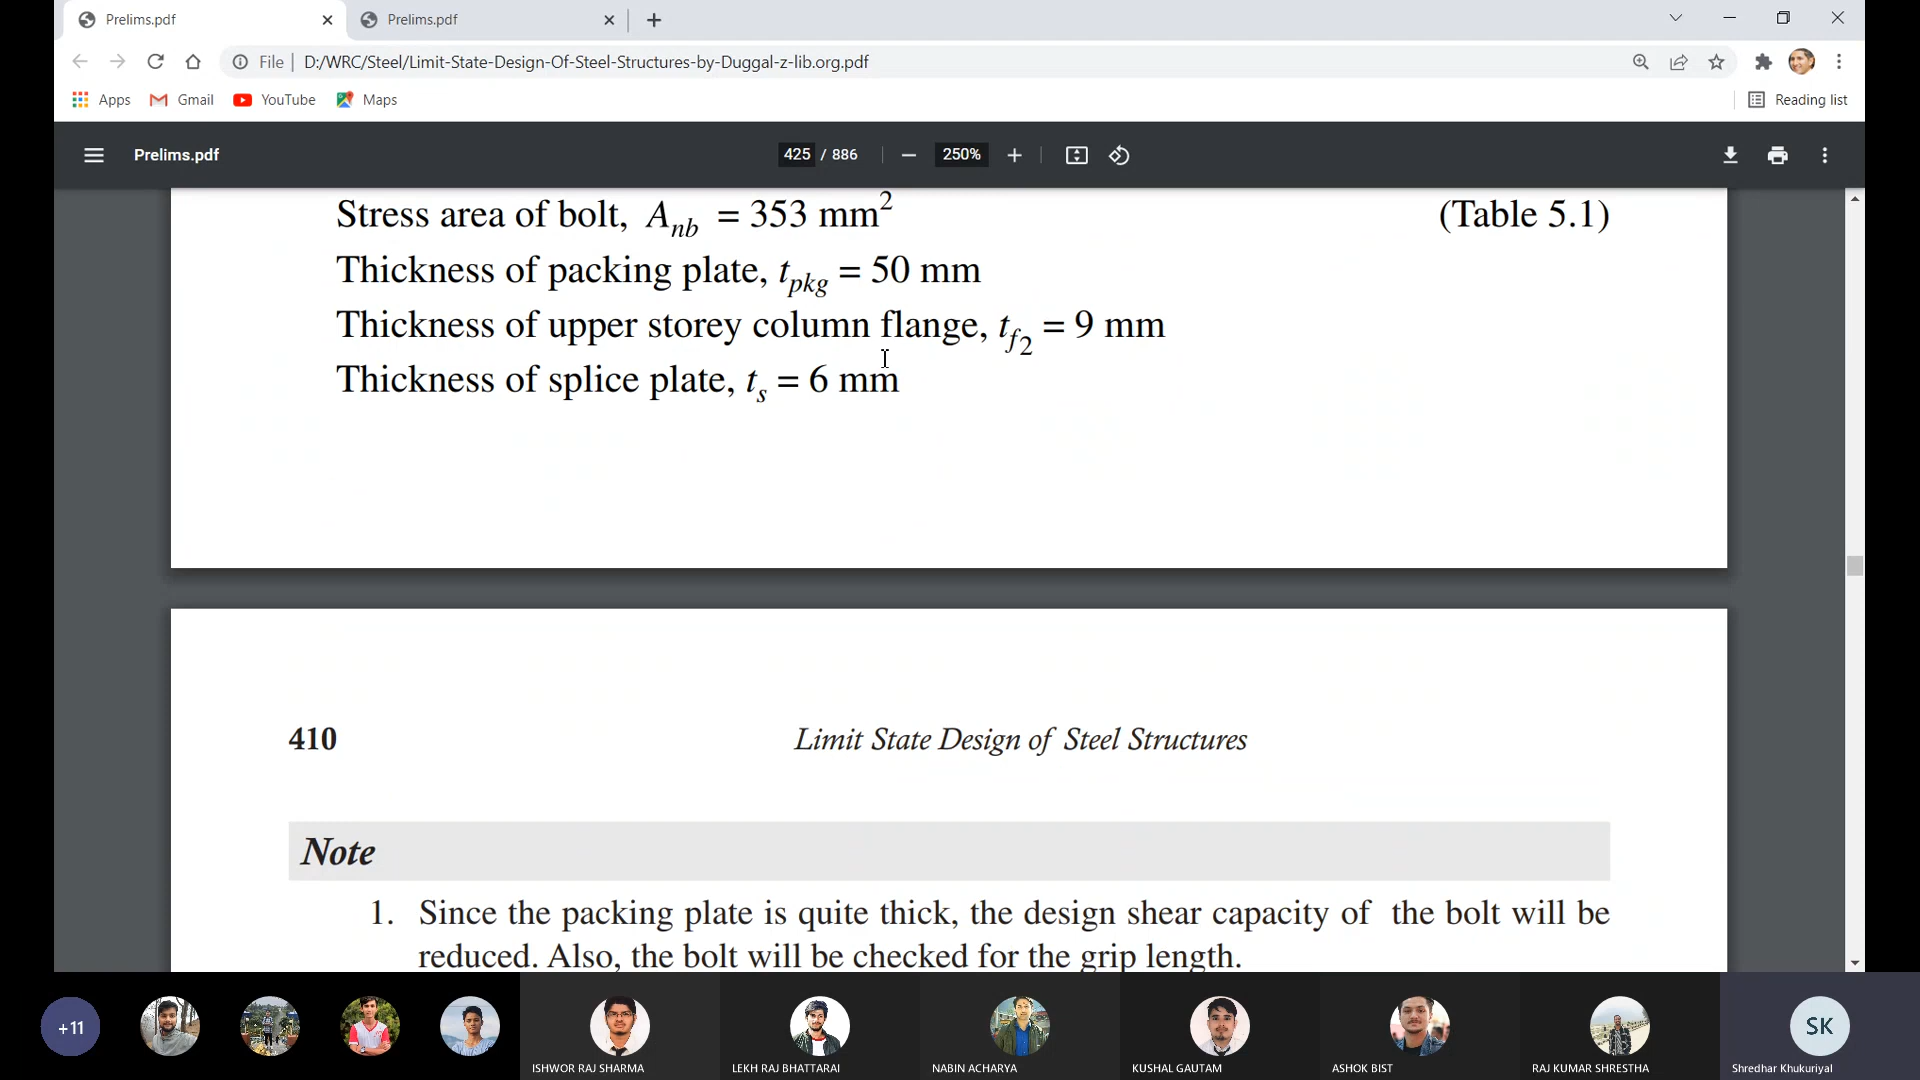 Prelims.pdf
Prelims.pdf
File | D:/WRC/Steel/Limit-State-Design-Of-Steel-Structures-by-Duggal-z-lib.org.pdf
Apps Gmail YouTube Maps Reading list
Prelims.pdf 425 / 886 250%
Stress area of bolt, Anb = 353 mm2 (Table 5.1)
Thickness of packing plate, tpkg = 50 mm
Thickness of upper storey column flange, tf2 = 9 mm
Thickness of splice plate, ts = 6 mm
410 Limit State Design of Steel Structures
Note
1. Since the packing plate is quite thick, the design shear capacity of the bolt will be
reduced. Also, the bolt will be checked for the grip length.
+11
SK
ISHWOR RAJ SHARMA
LEKH RAJ BHATTARAI
NABIN ACHARYA
KUSHAL GAUTAM
ASHOK BIST
RAJ KUMAR SHRESTHA
Shredhar Khukuriyal